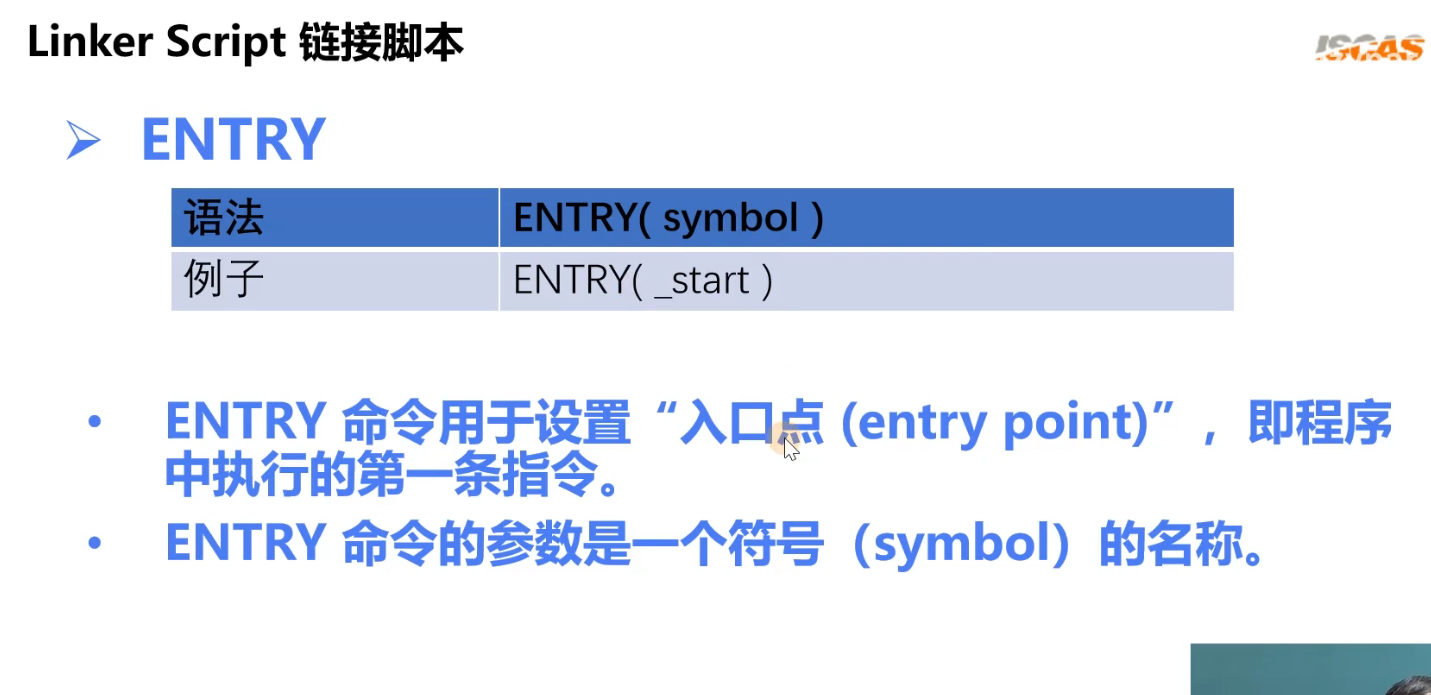 Linker Script 链接脚本
ISCAS
ENTRY
语法 ENTRY( symbol )
例子 ENTRY( _start )
ENTRY 命令用于设置“入口点 (entry point)”，即程序
中执行的第一条指令。
ENTRY 命令的参数是一个符号（symbol）的名称。